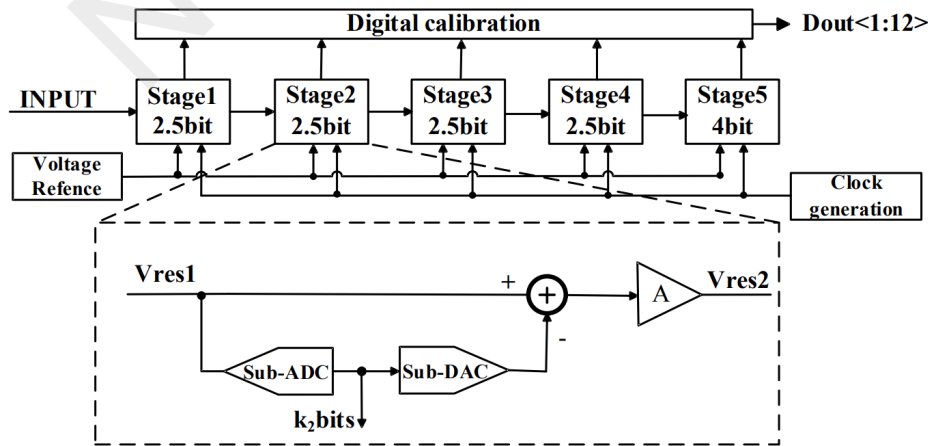 Digital calibration
Dout<1:12>
INPUT
Stage1
2.5bit
Stage2
2.5bit
Stage3
2.5bit
Stage4
2.5bit
Stage5
4bit
Voltage
Refence
Clock
generation
Vres1
+
+
A
Vres2
-
Sub-ADC
Sub-DAC
k₂bits